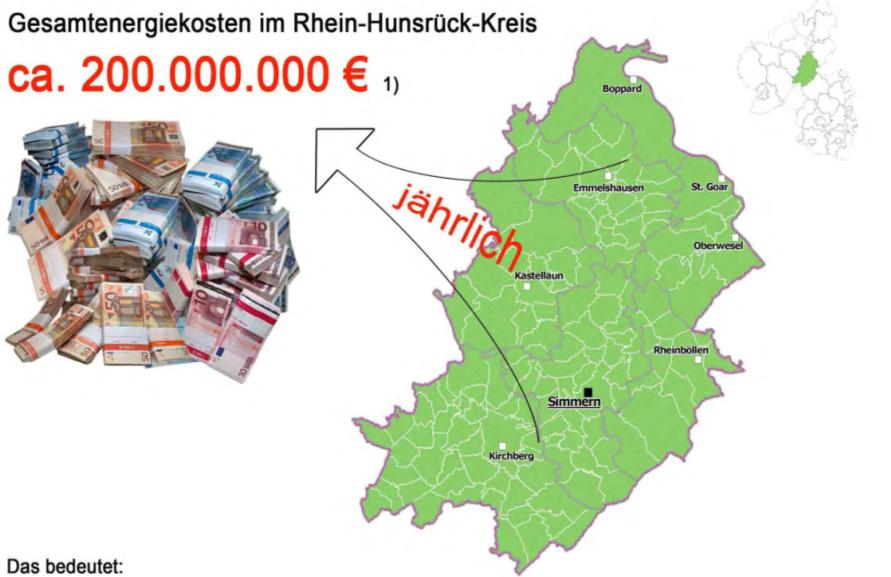 Gesamtenergiekosten im Rhein-Hunsrück-Kreis
ca. 200.000.000 € 1)
Boppard
Emmelshausen
St. Goar
jährlich
Oberwesel
Kastellaun
Rheinböllen
Simmern
Kirchberg
Das bedeutet: